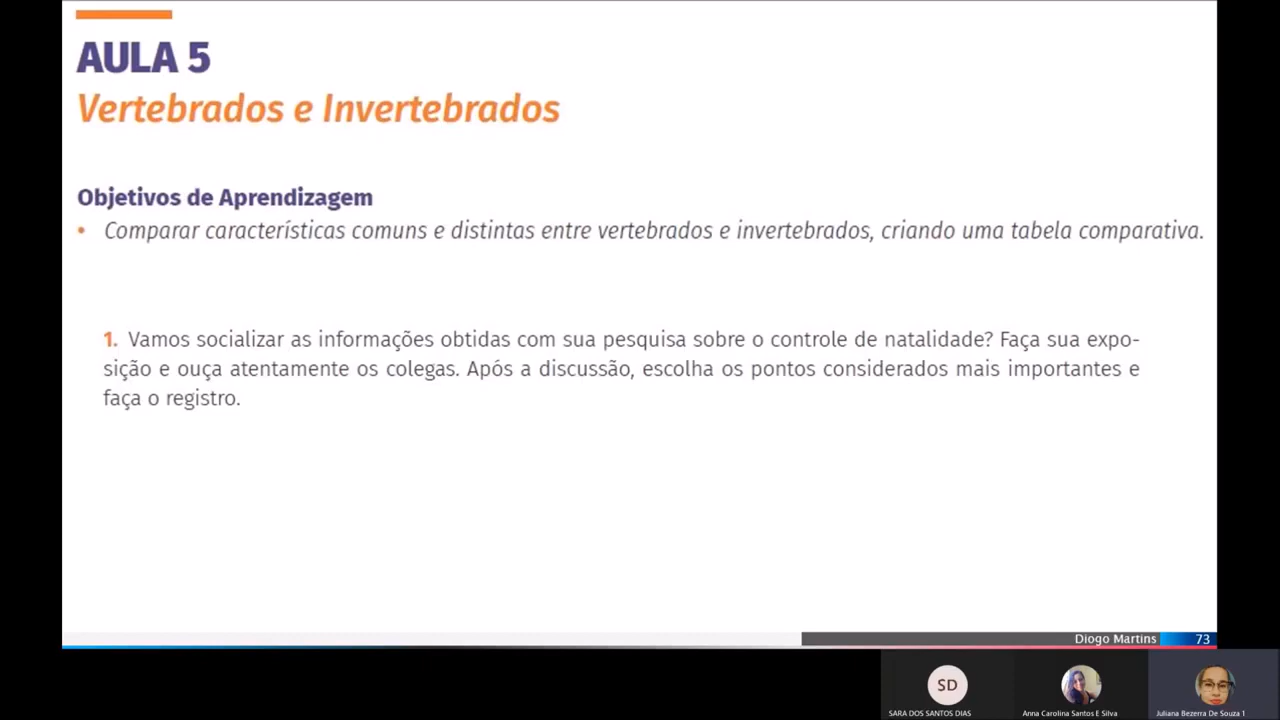 AULA 5
Vertebrados e Invertebrados
Objetivos de Aprendizagem
• Comparar características comuns e distintas entre vertebrados e invertebrados, criando uma tabela comparativa.
1. Vamos socializar as informações obtidas com sua pesquisa sobre o controle de natalidade? Faça sua expo-
sição e ouça atentamente os colegas. Após a discussão, escolha os pontos considerados mais importantes e
faça o registro.
Diogo Martins 73
SD
SARA DOS SANTOS DIAS
Anna Carolina Santos E Silva
Juliana Bezerra De Souza 1